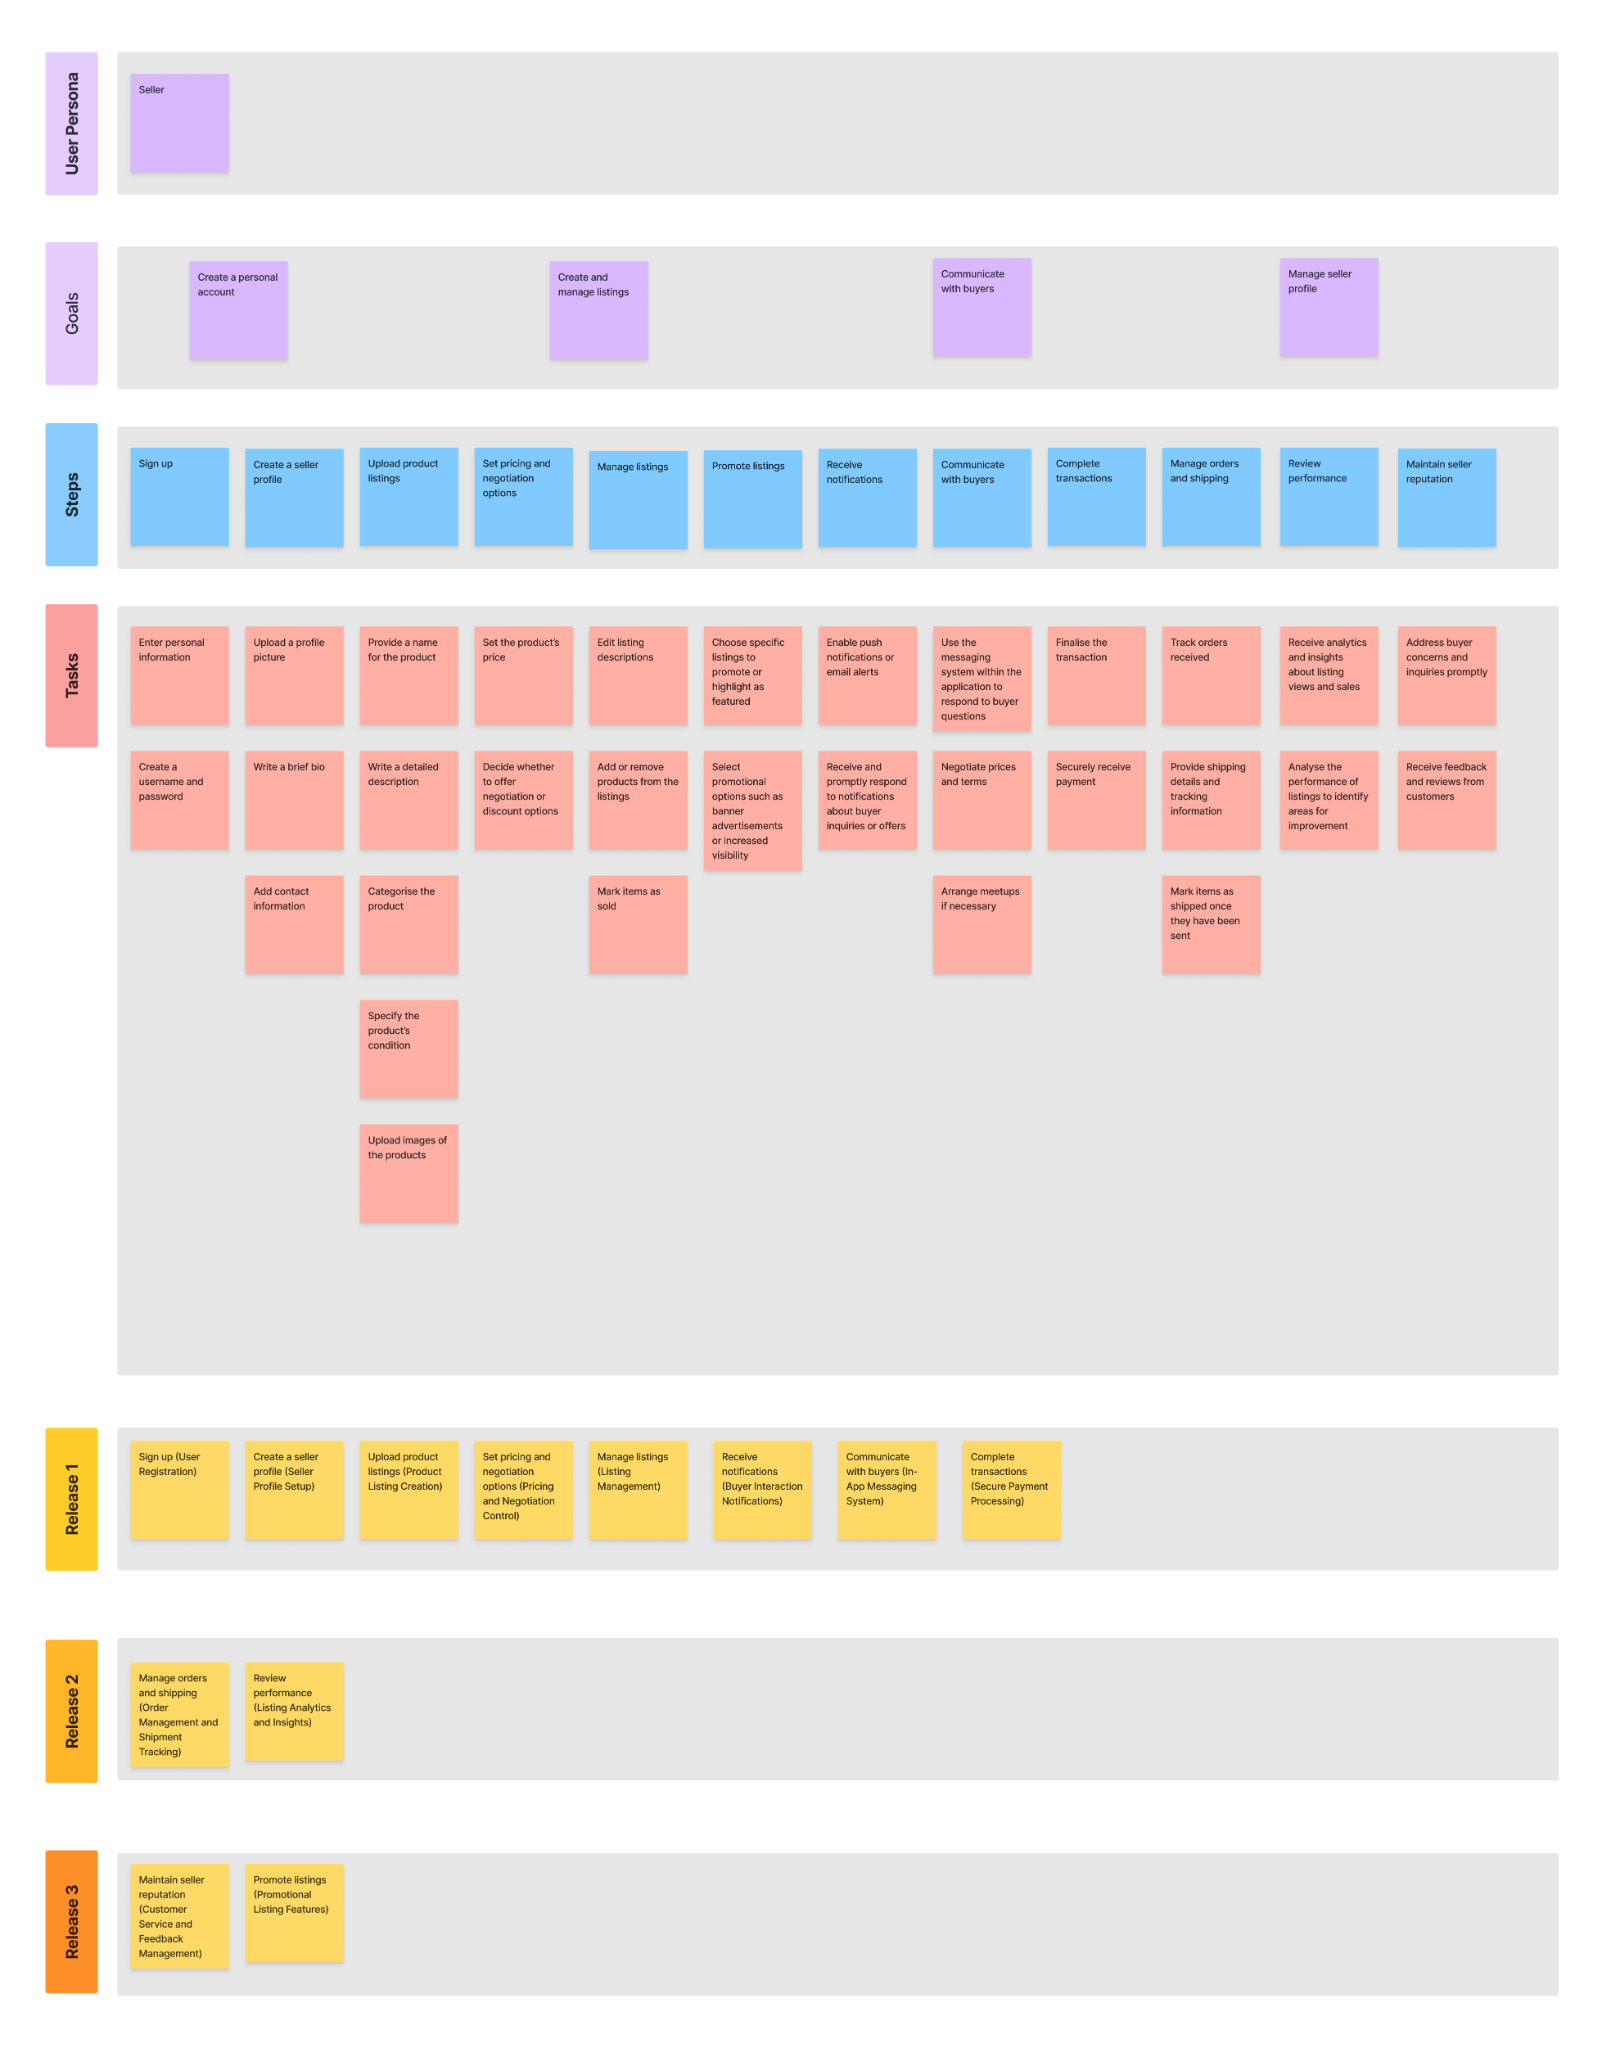 User Persona
Seller
Goals
Create a personal
account
Create and
manage listings
Communicate
with buyers
Manage seller
profile
Steps
Sign up
Create a seller
profile
Upload product
listings
Set pricing and
negotiation
options
Manage listings
Promote listings
Receive
notifications
Communicate
with buyers
Complete
transactions
Manage orders
and shipping
Review
performance
Maintain seller
reputation
Tasks
Enter personal
information
Upload a profile
picture
Provide a name
for the product
Set the product's
price
Edit listing
descriptions
Choose specific
listings to
promote or
highlight as
featured
Enable push
notifications or
email alerts
Use the
messaging
system within the
application to
respond to buyer
questions
Finalise the
transaction
Track orders
received
Receive analytics
and insights
about listing
views and sales
Address buyer
concerns and
inquiries promptly
Create a
username and
password
Write a brief bio
Write a detailed
description
Decide whether
to offer
negotiation or
discount options
Add or remove
products from the
listings
Select
promotional
options such as
banner
advertisements
or increased
visibility
Receive and
promptly respond
to notifications
about buyer
inquiries or offers
Negotiate prices
and terms
Securely receive
payment
Provide shipping
details and
tracking
information
Analyse the
performance of
listings to identify
areas for
improvement
Receive feedback
and reviews from
customers
Add contact
information
Categorise the
product
Mark items as
sold
Arrange meetups
if necessary
Mark items as
shipped once
they have been
sent
Specify the
product's
condition
Upload images of
the products
Release 1
Sign up (User
Registration)
Create a seller
profile (Seller
Profile Setup)
Upload product
listings (Product
Listing Creation)
Set pricing and
negotiation
options (Pricing
and Negotiation
Control)
Manage listings
(Listing
Management)
Receive
notifications
(Buyer Interaction
Notifications)
Communicate
with buyers (In-
App Messaging
System)
Complete
transactions
(Secure Payment
Processing)
Release 2
Manage orders
and shipping
(Order
Management and
Shipment
Tracking)
Review
performance
(Listing Analytics
and Insights)
Release 3
Maintain seller
reputation
(Customer
Service and
Feedback
Management)
Promote listings
(Promotional
Listing Features)